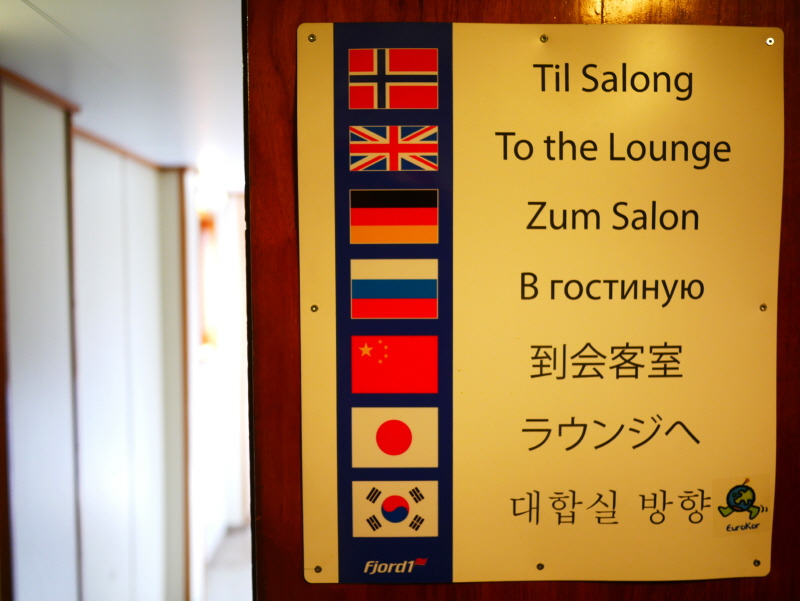 Til Salong
To the Lounge
Zum Salon
В гостиную
到会客室
ラウンジへ
대합실 방향
EuroKor
Fjord1